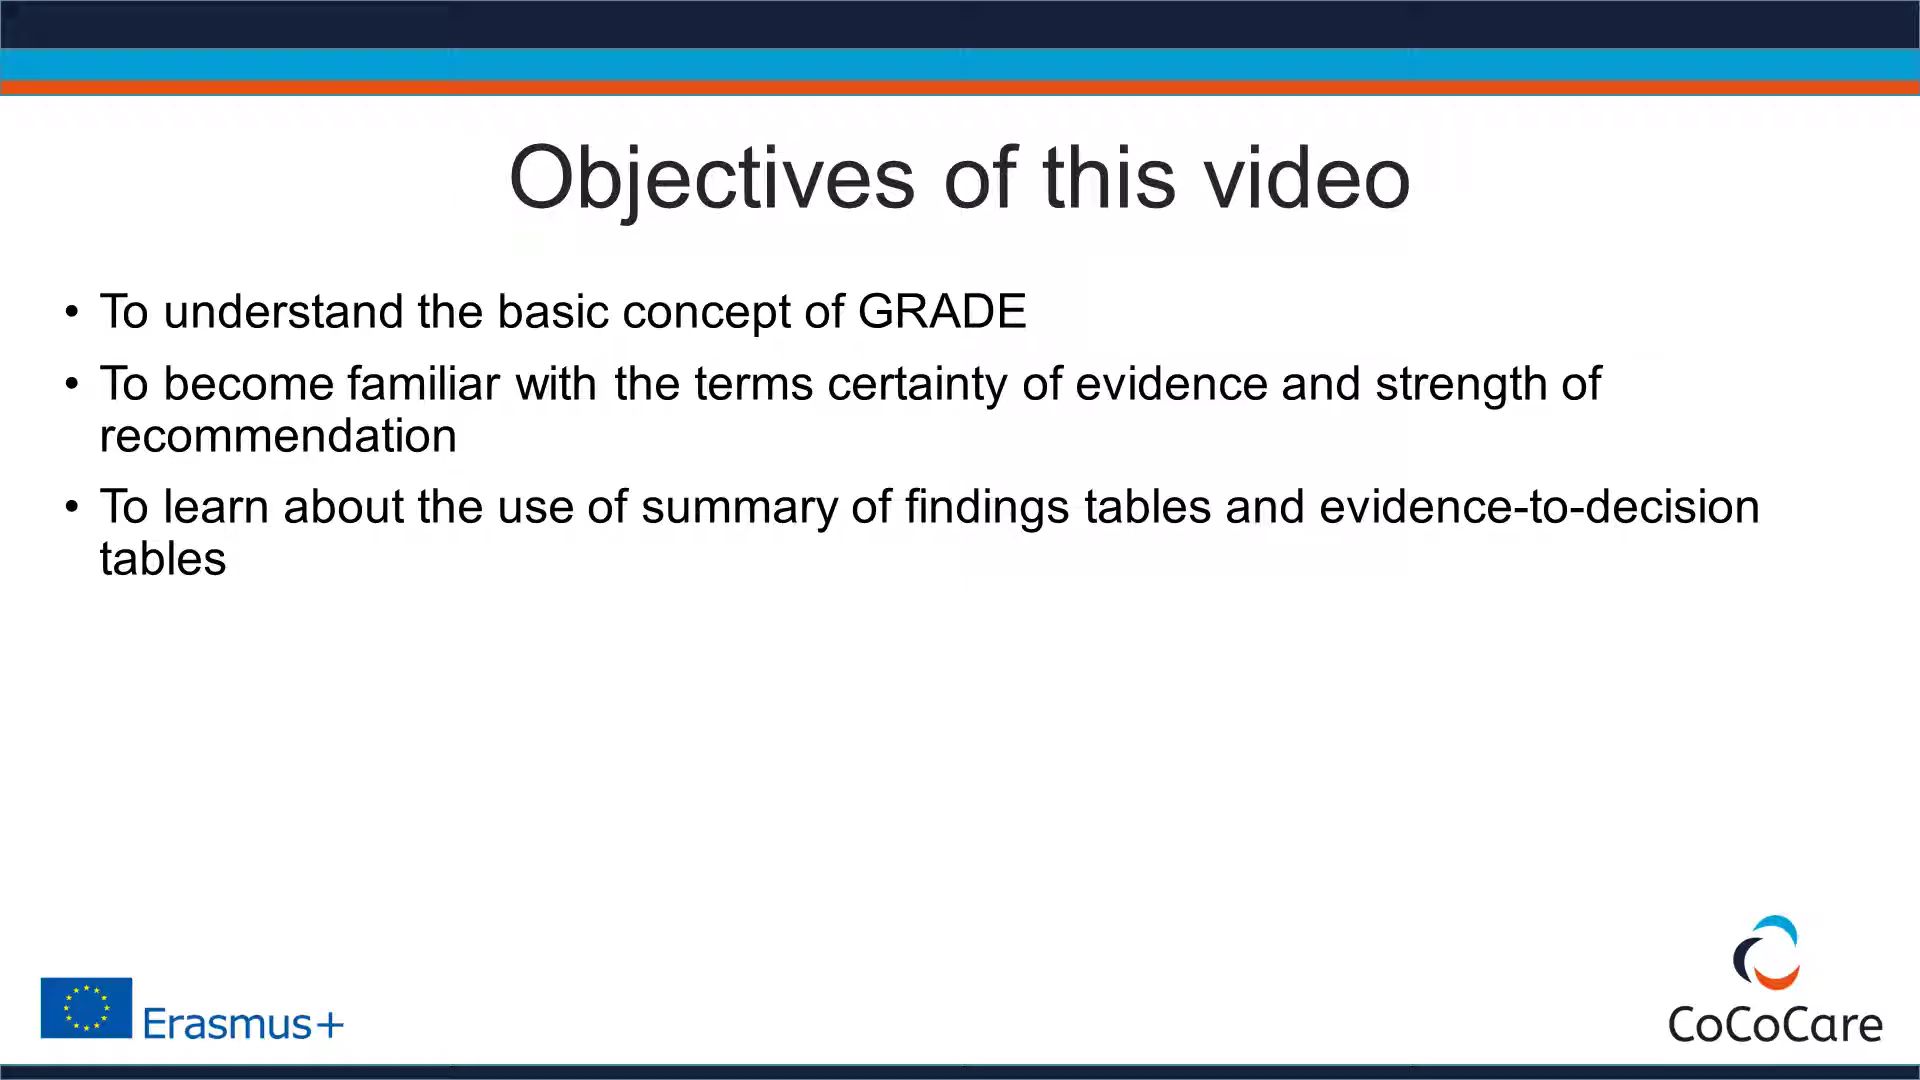 Objectives of this video
• To understand the basic concept of GRADE
• To become familiar with the terms certainty of evidence and strength of
recommendation
• To learn about the use of summary of findings tables and evidence-to-decision
tables
Erasmus+
CoCoCare